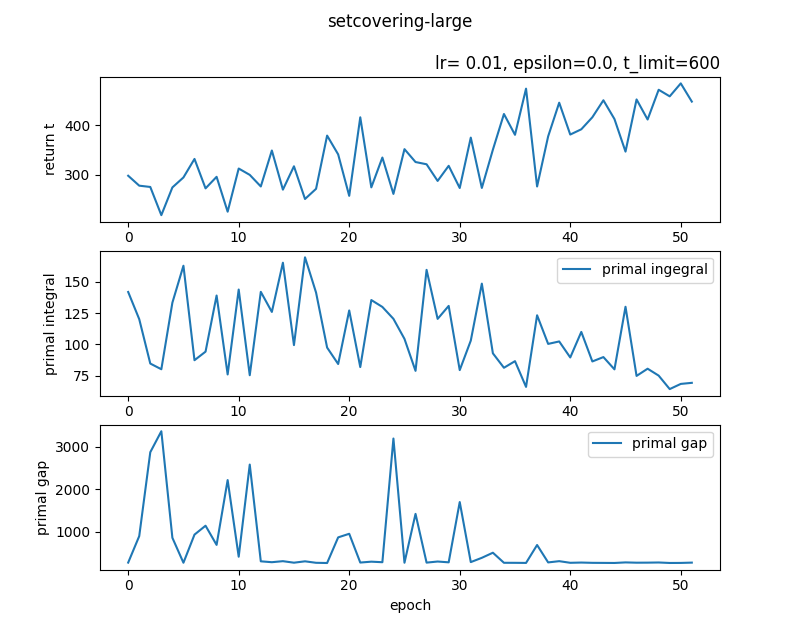 setcovering-large
lr= 0.01, epsilon=0.0, t_limit=600
return t
400
300
0 10 20 30 40 50
primal integral
150
125
100
75
primal ingegral
0 10 20 30 40 50
primal gap
3000
2000
1000
primal gap
0 10 20 30 40 50
epoch